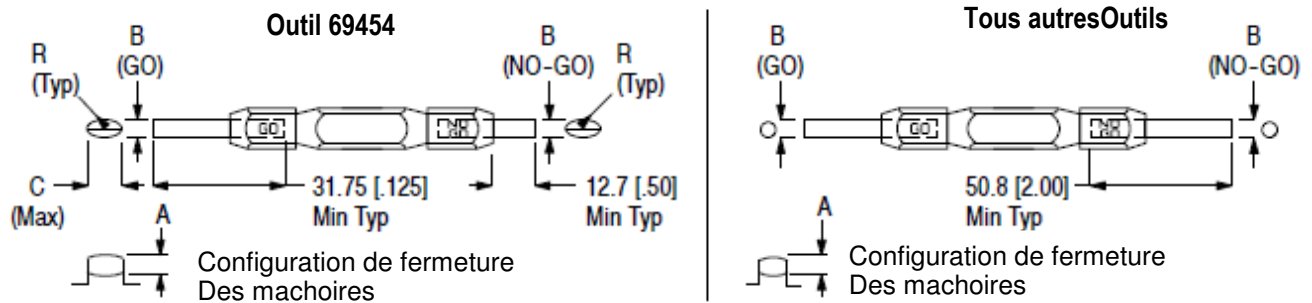 Outil 69454
R
(Typ)
B
(GO)
B
(NO-GO)
R
(Typ)
GO
C
(Max)
31.75 [.125]
Min Typ
12.7 [.50]
Min Typ
A
Configuration de fermeture
Des machoires
Tous autresOutils
B
(GO)
B
(NO-GO)
GO
50.8 [2.00]
Min Typ
A
Configuration de fermeture
Des machoires